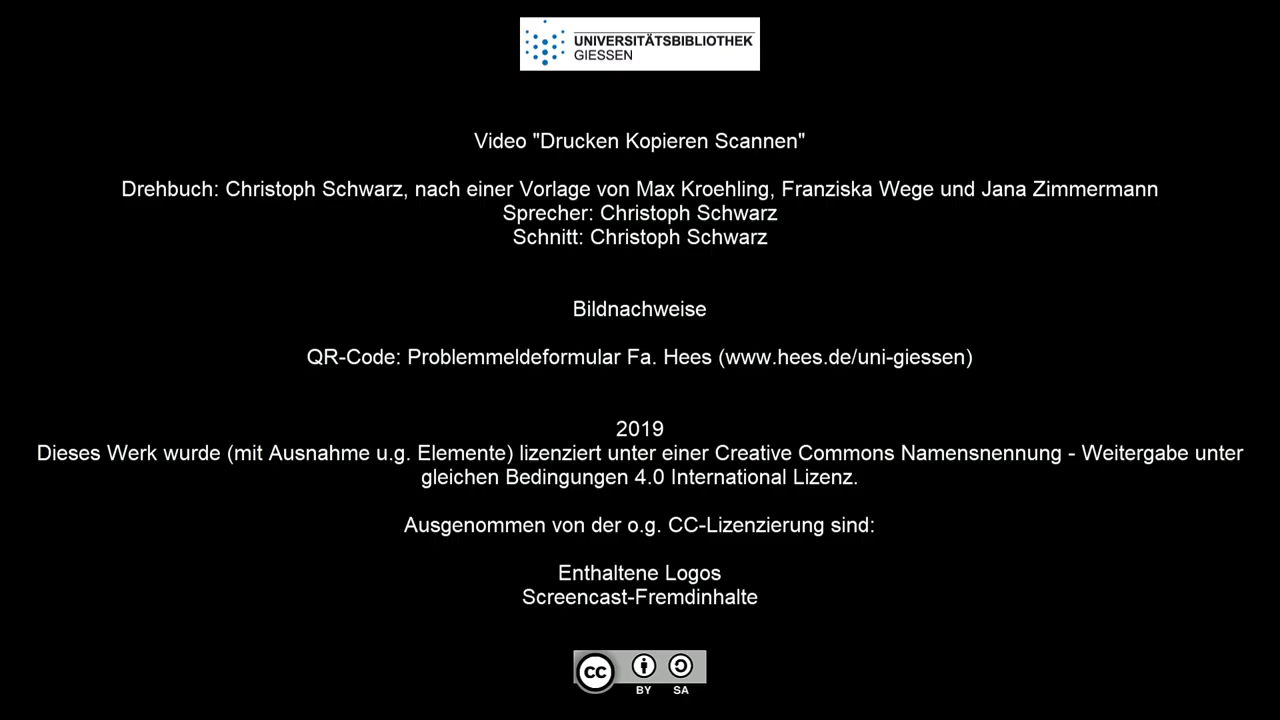 UNIVERSITÄTSBIBLIOTHEK
GIESSEN
Video "Drucken Kopieren Scannen"
Drehbuch: Christoph Schwarz, nach einer Vorlage von Max Kroehling, Franziska Wege und Jana Zimmermann
Sprecher: Christoph Schwarz
Schnitt: Christoph Schwarz
Bildnachweise
QR-Code: Problemmeldeformular Fa. Hees (www.hees.de/uni-giessen)
2019
Dieses Werk wurde (mit Ausnahme u.g. Elemente) lizenziert unter einer Creative Commons Namensnennung - Weitergabe unter
gleichen Bedingungen 4.0 International Lizenz.
Ausgenommen von der o.g. CC-Lizenzierung sind:
Enthaltene Logos
Screencast-Fremdinhalte
CC
BY SA